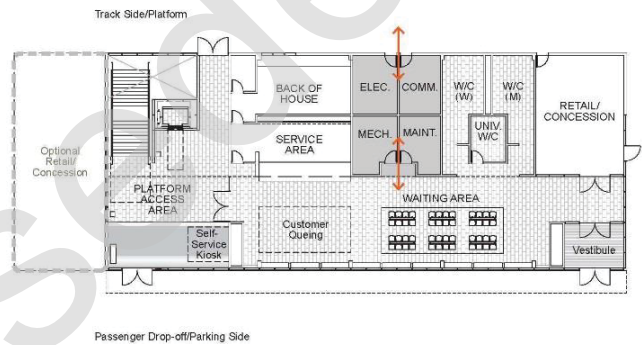 Track Side/Platform
BACK OF
HOUSE
ELEC.
COMM.
W/C
(W)
W/C
(M)
RETAIL/
CONCESSION
Optional
Retail/
Concession
SERVICE
AREA
MECH.
MAINT.
UNIV.
W/C
PLATFORM
ACCESS
AREA
WAITING AREA
Self-
Service
Kiosk
Customer
Queing
Vestibule
Passenger Drop-off/Parking Side